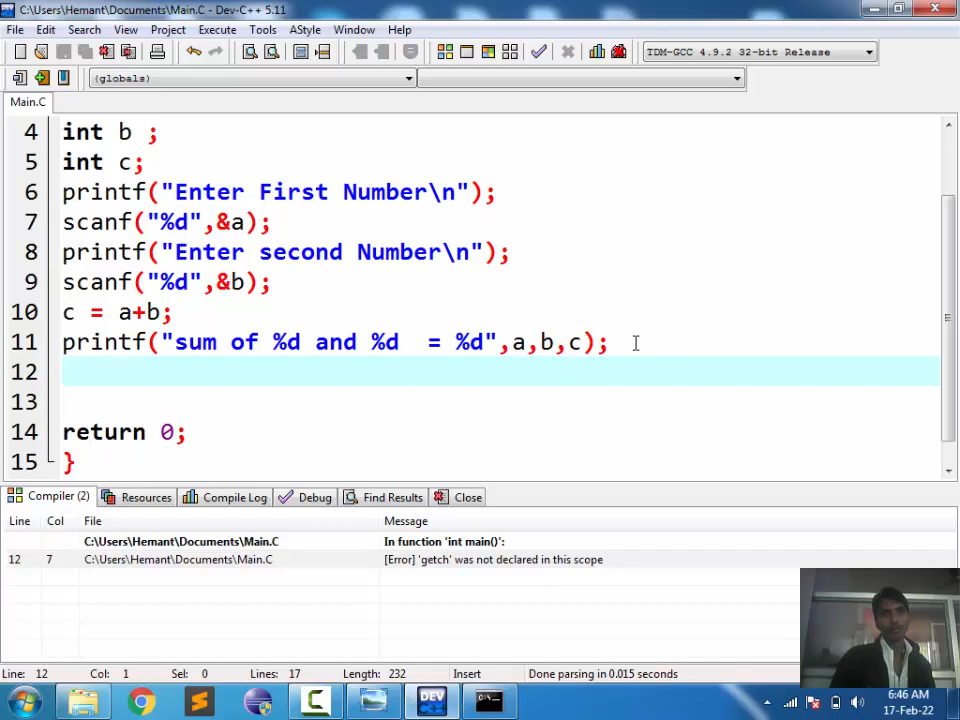 C:\Users\Hemant\Documents\Main.C - Dev-C++ 5.11
File Edit Search View Project Execute Tools AStyle Window Help
TDM-GCC 4.9.2 32-bit Release
(globals)
Main.C
4 int b ;
5 int c;
6 printf("Enter First Number\n");
7 scanf("%d",&a);
8 printf("Enter second Number\n");
9 scanf("%d",&b);
10 c = a+b;
11 printf("sum of %d and %d  = %d",a,b,c);
12
13
14 return 0;
15 }
Compiler (2) Resources Compile Log Debug Find Results Close
Line Col File Message
C:\Users\Hemant\Documents\Main.C In function 'int main()':
12 7 C:\Users\Hemant\Documents\Main.C [Error] 'getch' was not declared in this scope
Line: 12 Col: 1 Sel: 0 Lines: 17 Length: 232 Insert Done parsing in 0.015 seconds
DEV
C++
6:46 AM
17-Feb-22